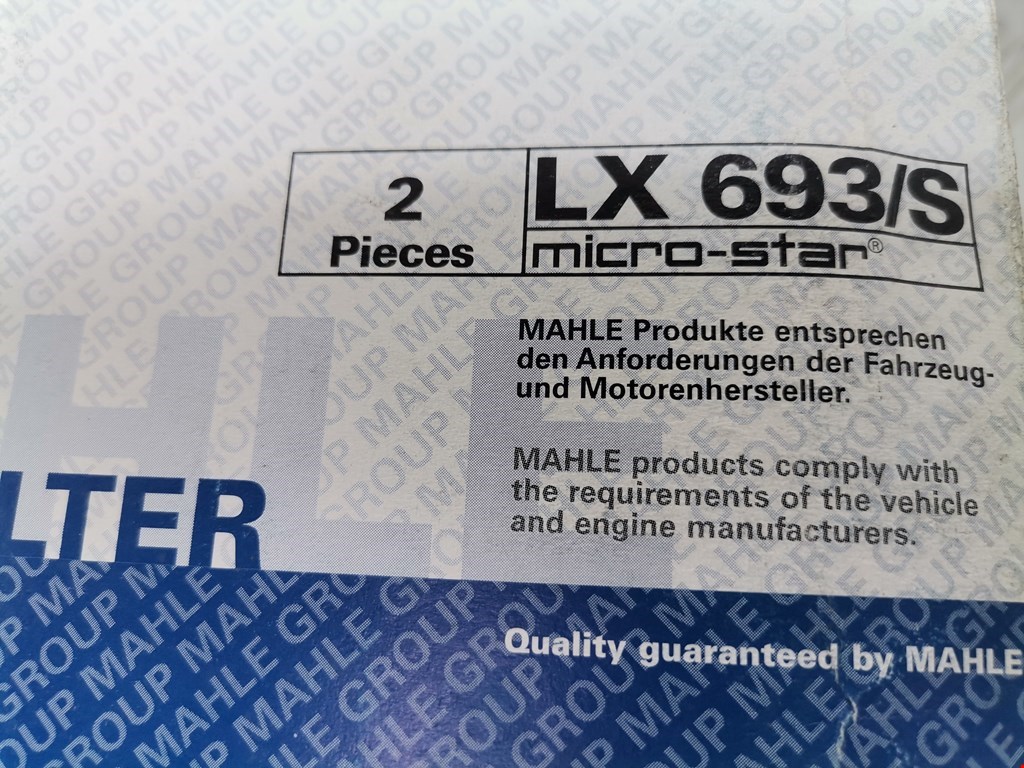 2
Pieces
LX 693/S
micro-star®
MAHLE Produkte entsprechen
den Anforderungen der Fahrzeug-
und Motorenhersteller.
MAHLE products comply with
the requirements of the vehicle
and engine manufacturers.
LTER
Quality guaranteed by MAHLE